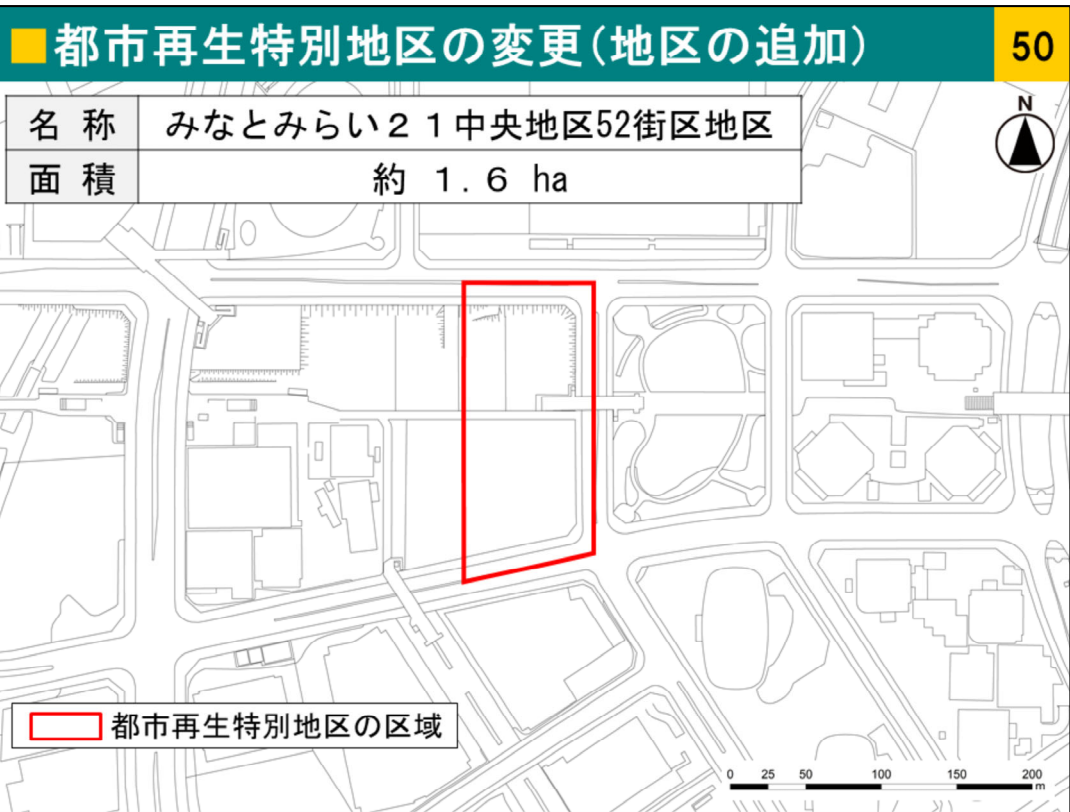 ■都市再生特別地区の変更(地区の追加)
50
名称 みなとみらい２１中央地区52街区地区
面積 約 １.６ ha
N
都市再生特別地区の区域
0 25 50 100 150 200
m